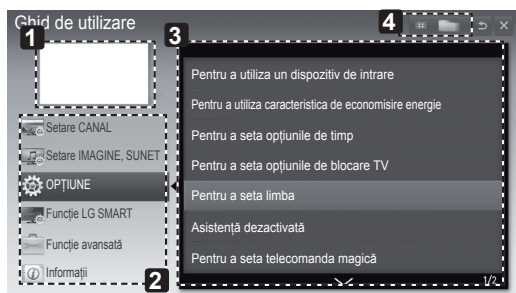 Ghid de utilizare
1
3
4
Setare CANAL
Setare IMAGINE, SUNET
OPȚIUNE
Funcție LG SMART
Funcție avansată
Informații
2
Pentru a utiliza un dispozitiv de intrare
Pentru a utiliza caracteristica de economisire energie
Pentru a seta opțiunile de timp
Pentru a seta opțiunile de blocare TV
Pentru a seta limba
Asistență dezactivată
Pentru a seta telecomanda magică
1/2